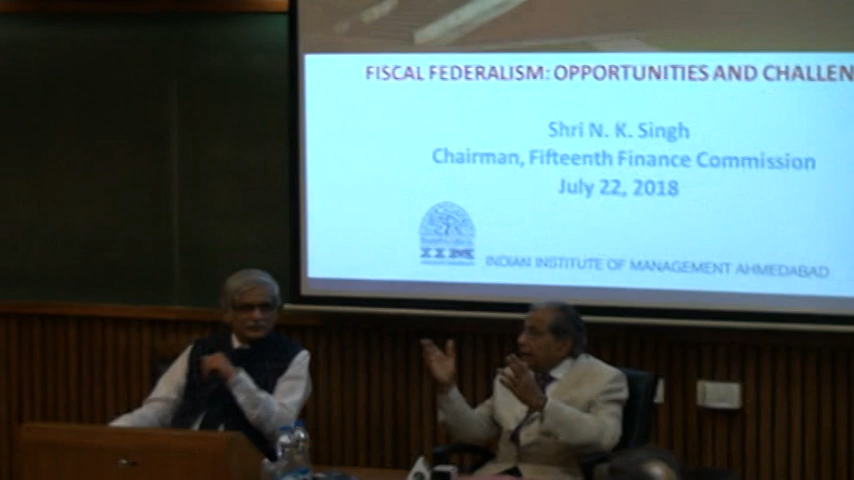 FISCAL FEDERALISM: OPPORTUNITIES AND CHALLEN
Shri N. K. Singh
Chairman, Fifteenth Finance Commission
July 22, 2018
IIMA
INDIAN INSTITUTE OF MANAGEMENT AHMEDABAD